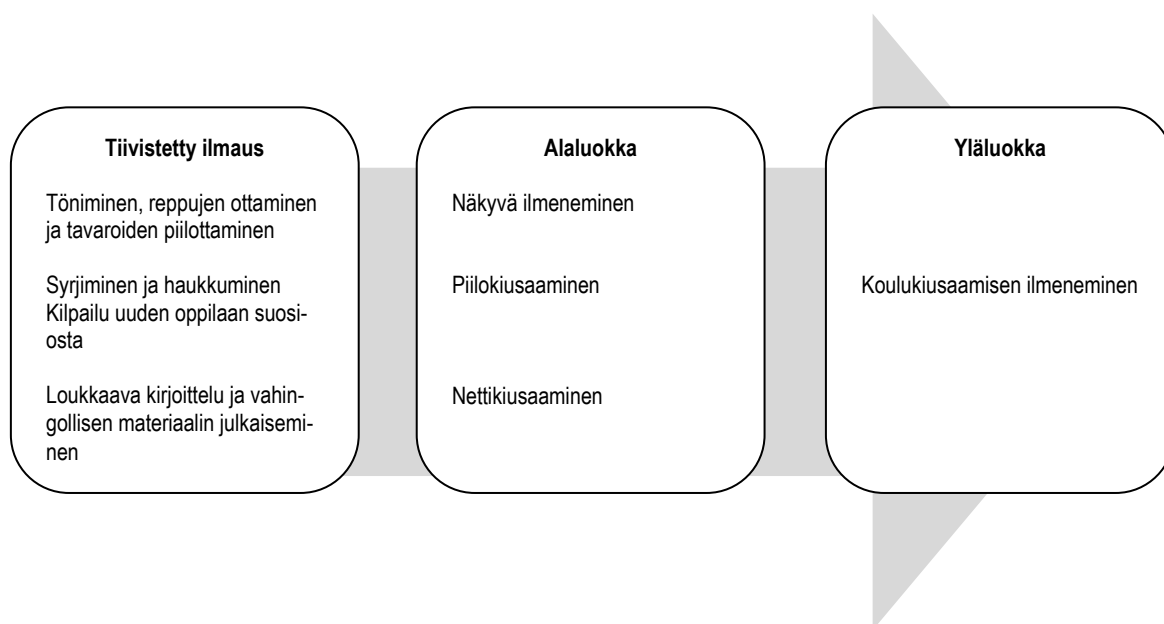 Tiivistetty ilmaus
Töniminen, reppujen ottaminen
ja tavaroiden piilottaminen
Syrjiminen ja haukkuminen
Kilpailu uuden oppilaan suosi-
osta
Loukkaava kirjoittelu ja vahin-
gollisen materiaalin julkaisemi-
nen
Alaluokka
Näkyvä ilmeneminen
Piilokiusaaminen
Nettikiusaaminen
Yläluokka
Koulukiusaamisen ilmeneminen